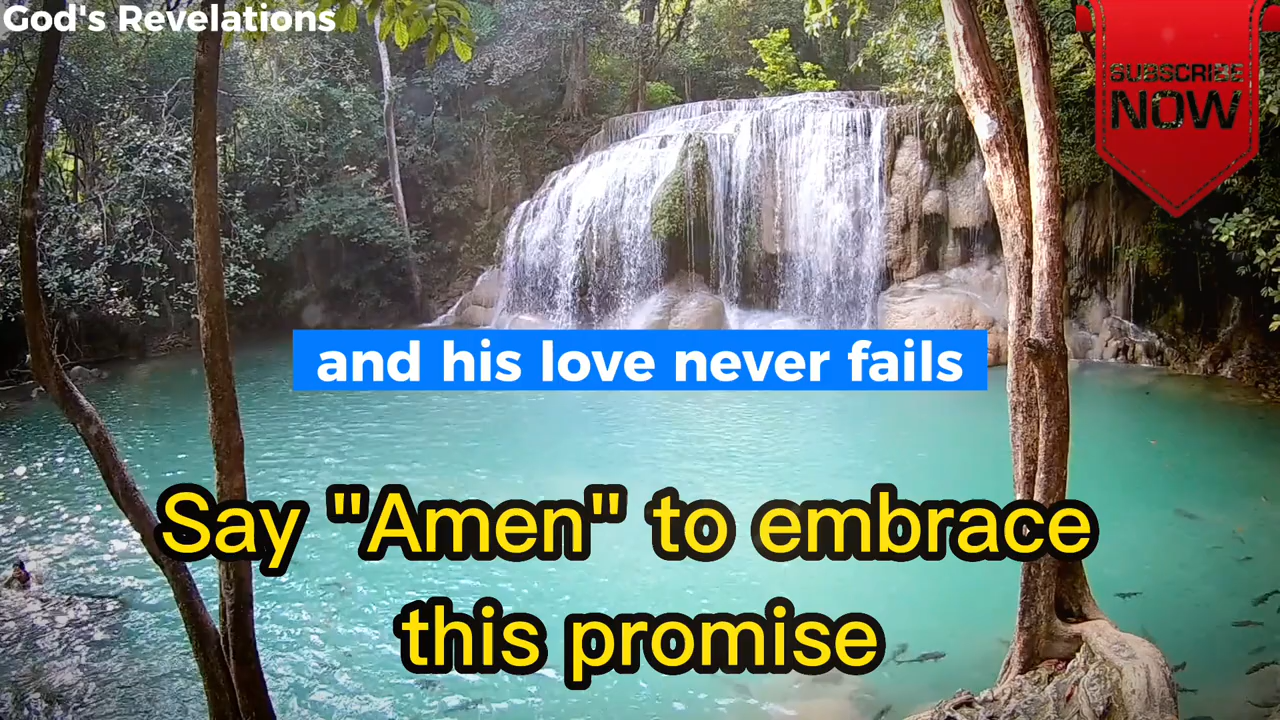 God's Revelations
SUBSCRIBE
NOW
and his love never fails
Say "Amen" to embrace
this promise